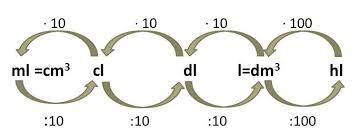 · 10 · 10 · 10 · 100
ml =cm³ cl dl l=dm³ hl
:10 :10 :10 :100